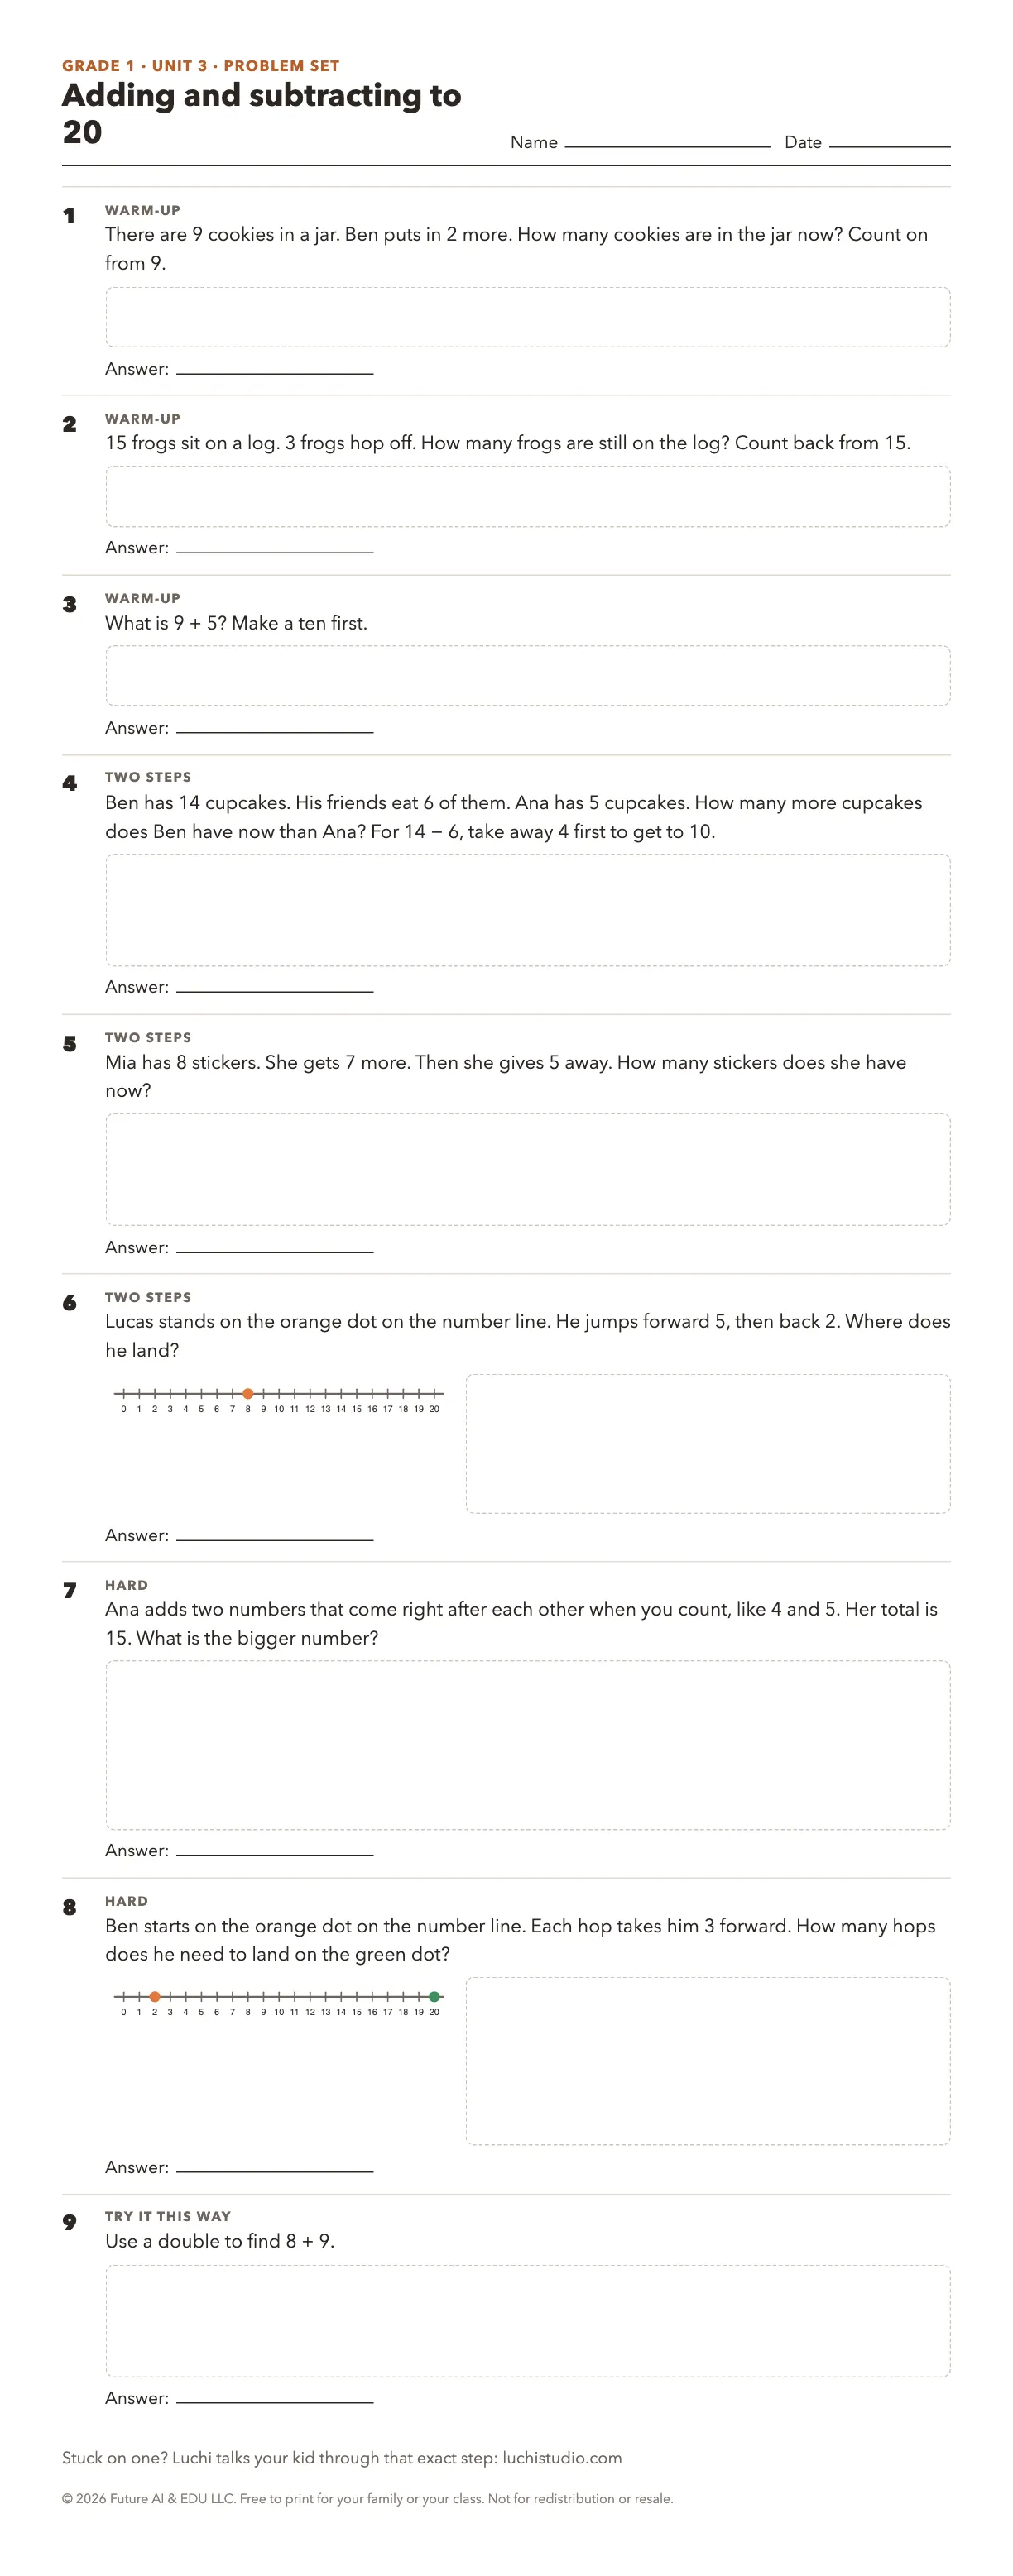 GRADE 1 · UNIT 3 · PROBLEM SET
Adding and subtracting to
20
Name Date
1 WARM-UP
There are 9 cookies in a jar. Ben puts in 2 more. How many cookies are in the jar now? Count on
from 9.
Answer:
2 WARM-UP
15 frogs sit on a log. 3 frogs hop off. How many frogs are still on the log? Count back from 15.
Answer:
3 WARM-UP
What is 9 + 5? Make a ten first.
Answer:
4 TWO STEPS
Ben has 14 cupcakes. His friends eat 6 of them. Ana has 5 cupcakes. How many more cupcakes
does Ben have now than Ana? For 14 − 6, take away 4 first to get to 10.
Answer:
5 TWO STEPS
Mia has 8 stickers. She gets 7 more. Then she gives 5 away. How many stickers does she have
now?
Answer:
6 TWO STEPS
Lucas stands on the orange dot on the number line. He jumps forward 5, then back 2. Where does
he land?
0 1 2 3 4 5 6 7 8 9 10 11 12 13 14 15 16 17 18 19 20
Answer:
7 HARD
Ana adds two numbers that come right after each other when you count, like 4 and 5. Her total is
15. What is the bigger number?
Answer:
8 HARD
Ben starts on the orange dot on the number line. Each hop takes him 3 forward. How many hops
does he need to land on the green dot?
0 1 2 3 4 5 6 7 8 9 10 11 12 13 14 15 16 17 18 19 20
Answer:
9 TRY IT THIS WAY
Use a double to find 8 + 9.
Answer:
Stuck on one? Luchi talks your kid through that exact step: luchistudio.com
© 2026 Future AI & EDU LLC. Free to print for your family or your class. Not for redistribution or resale.